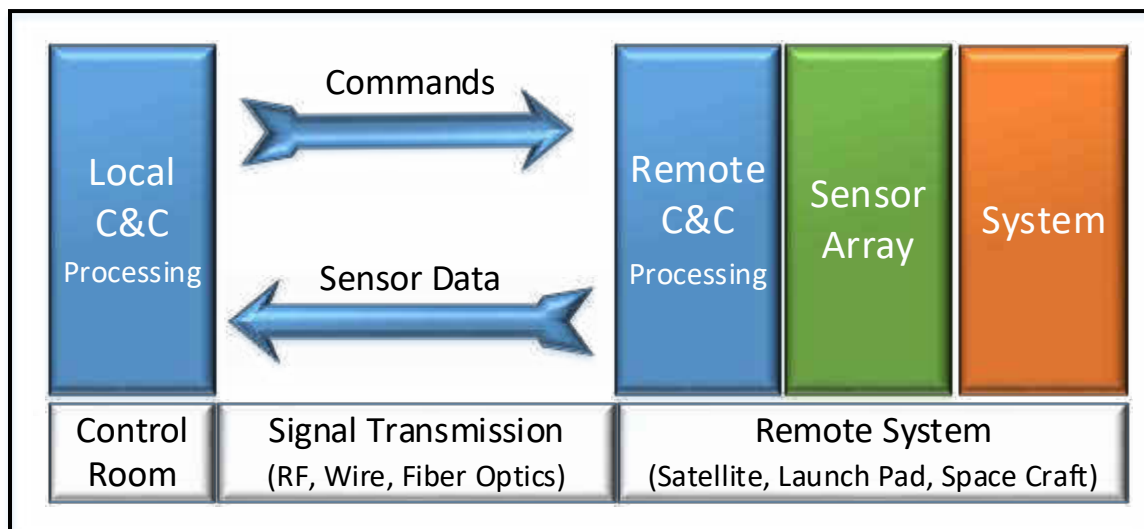 Commands
Local
C&C
Processing
Sensor Data
Remote
C&C
Processing
Sensor
Array
System
Control
Room
Signal Transmission
(RF, Wire, Fiber Optics)
Remote System
(Satellite, Launch Pad, Space Craft)